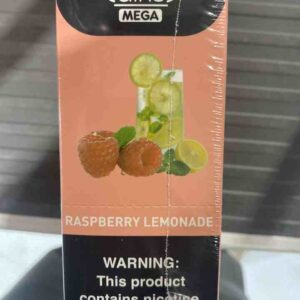 MEGA
RASPBERRY LEMONADE
WARNING:
This product
contains nicotine